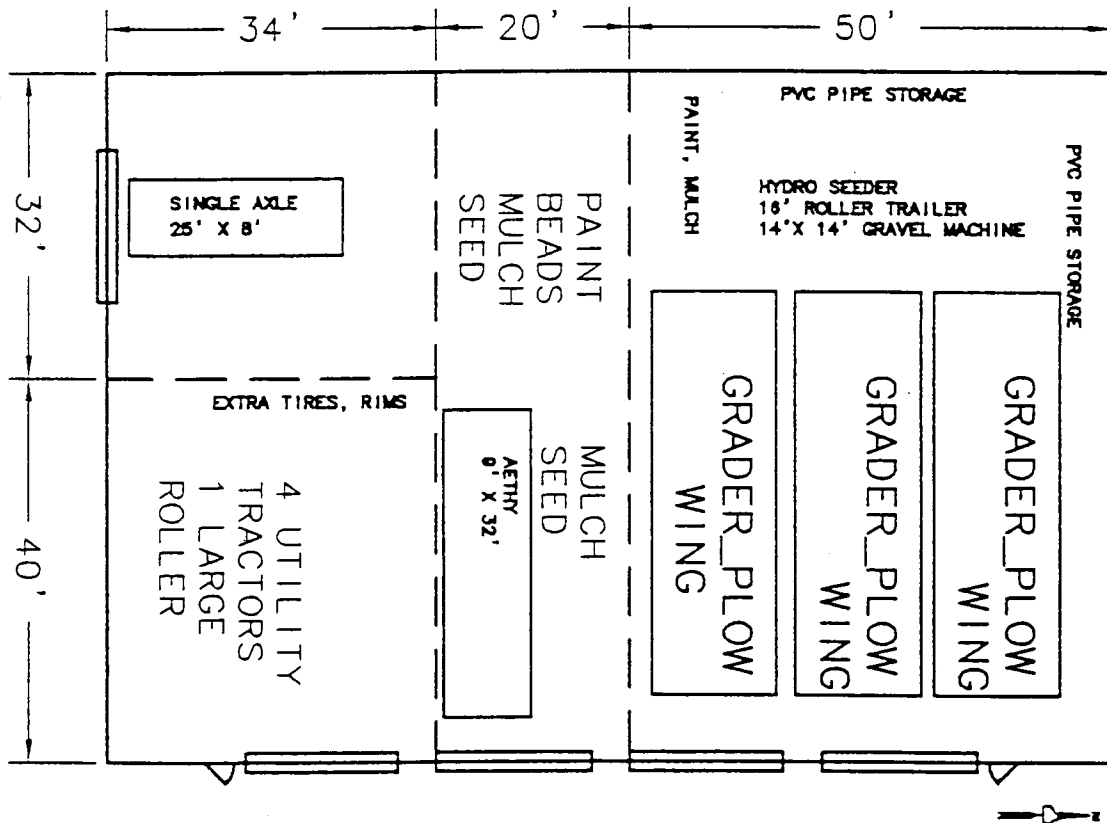 34'
20'
50'
32'
40'
SINGLE AXLE
25' X 8'
PAINT
BEADS
MULCH
SEED
PAINT, MULCH
PVC PIPE STORAGE
PVC PIPE STORAGE
HYDRO SEEDER
16' ROLLER TRAILER
14'X 14' GRAVEL MACHINE
EXTRA TIRES, RIMS
4 UTILITY
TRACTORS
1 LARGE
ROLLER
AETHY
9' X 32'
MULCH
SEED
GRADER_PLOW
WING
GRADER_PLOW
WING
GRADER_PLOW
WING